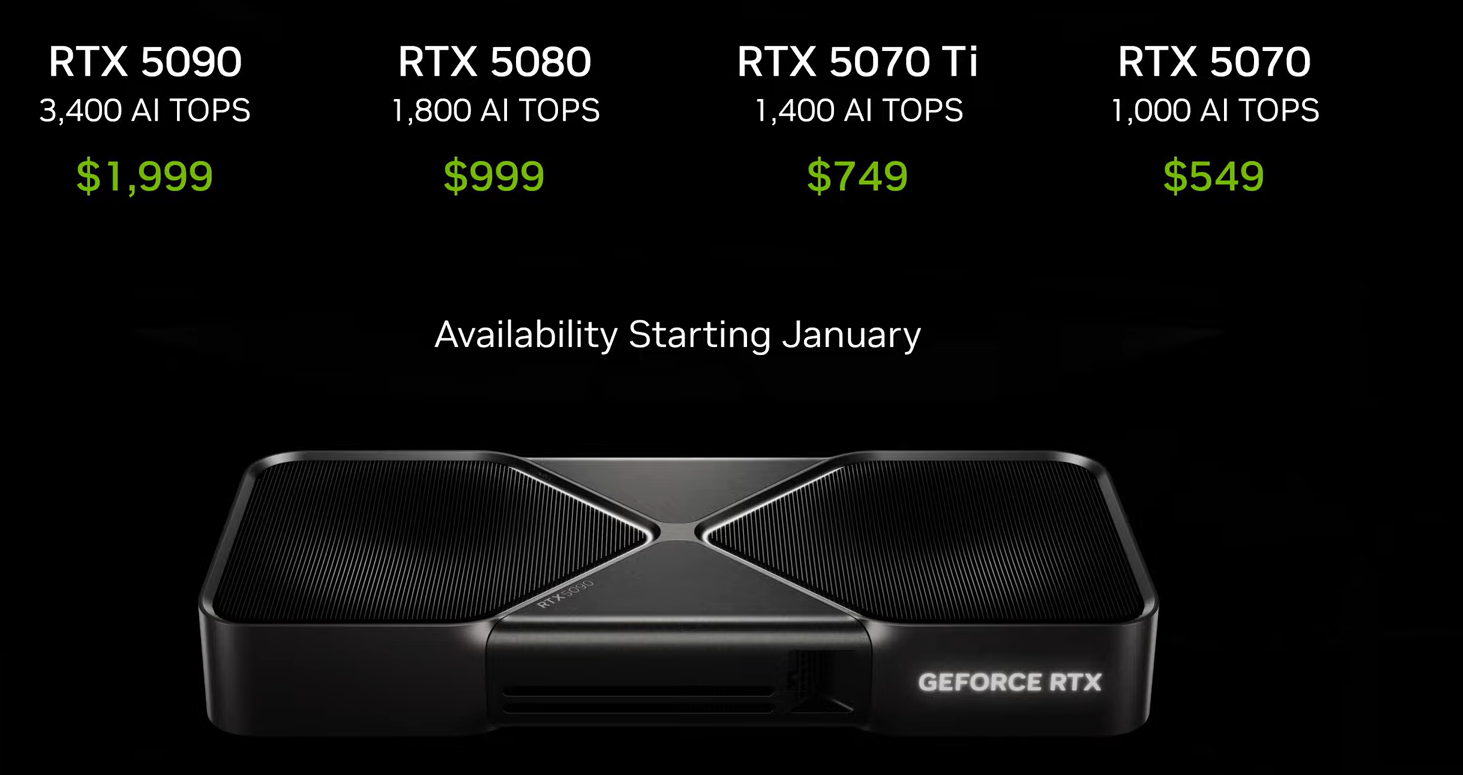 RTX 5090
3,400 AI TOPS
$1,999
RTX 5080
1,800 AI TOPS
$999
RTX 5070 Ti
1,400 AI TOPS
$749
RTX 5070
1,000 AI TOPS
$549
Availability Starting January
RTX 5090
GEFORCE RTX